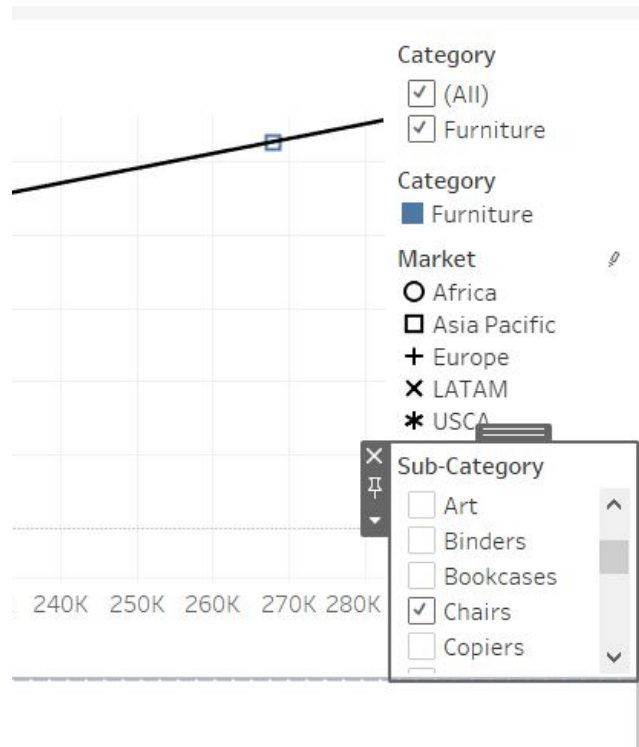 Category
(All)
Furniture
Category
Furniture
Market
Africa
Asia Pacific
Europe
LATAM
USCA
Sub-Category
Art
Binders
Bookcases
Chairs
Copiers
240K 250K 260K 270K 280K